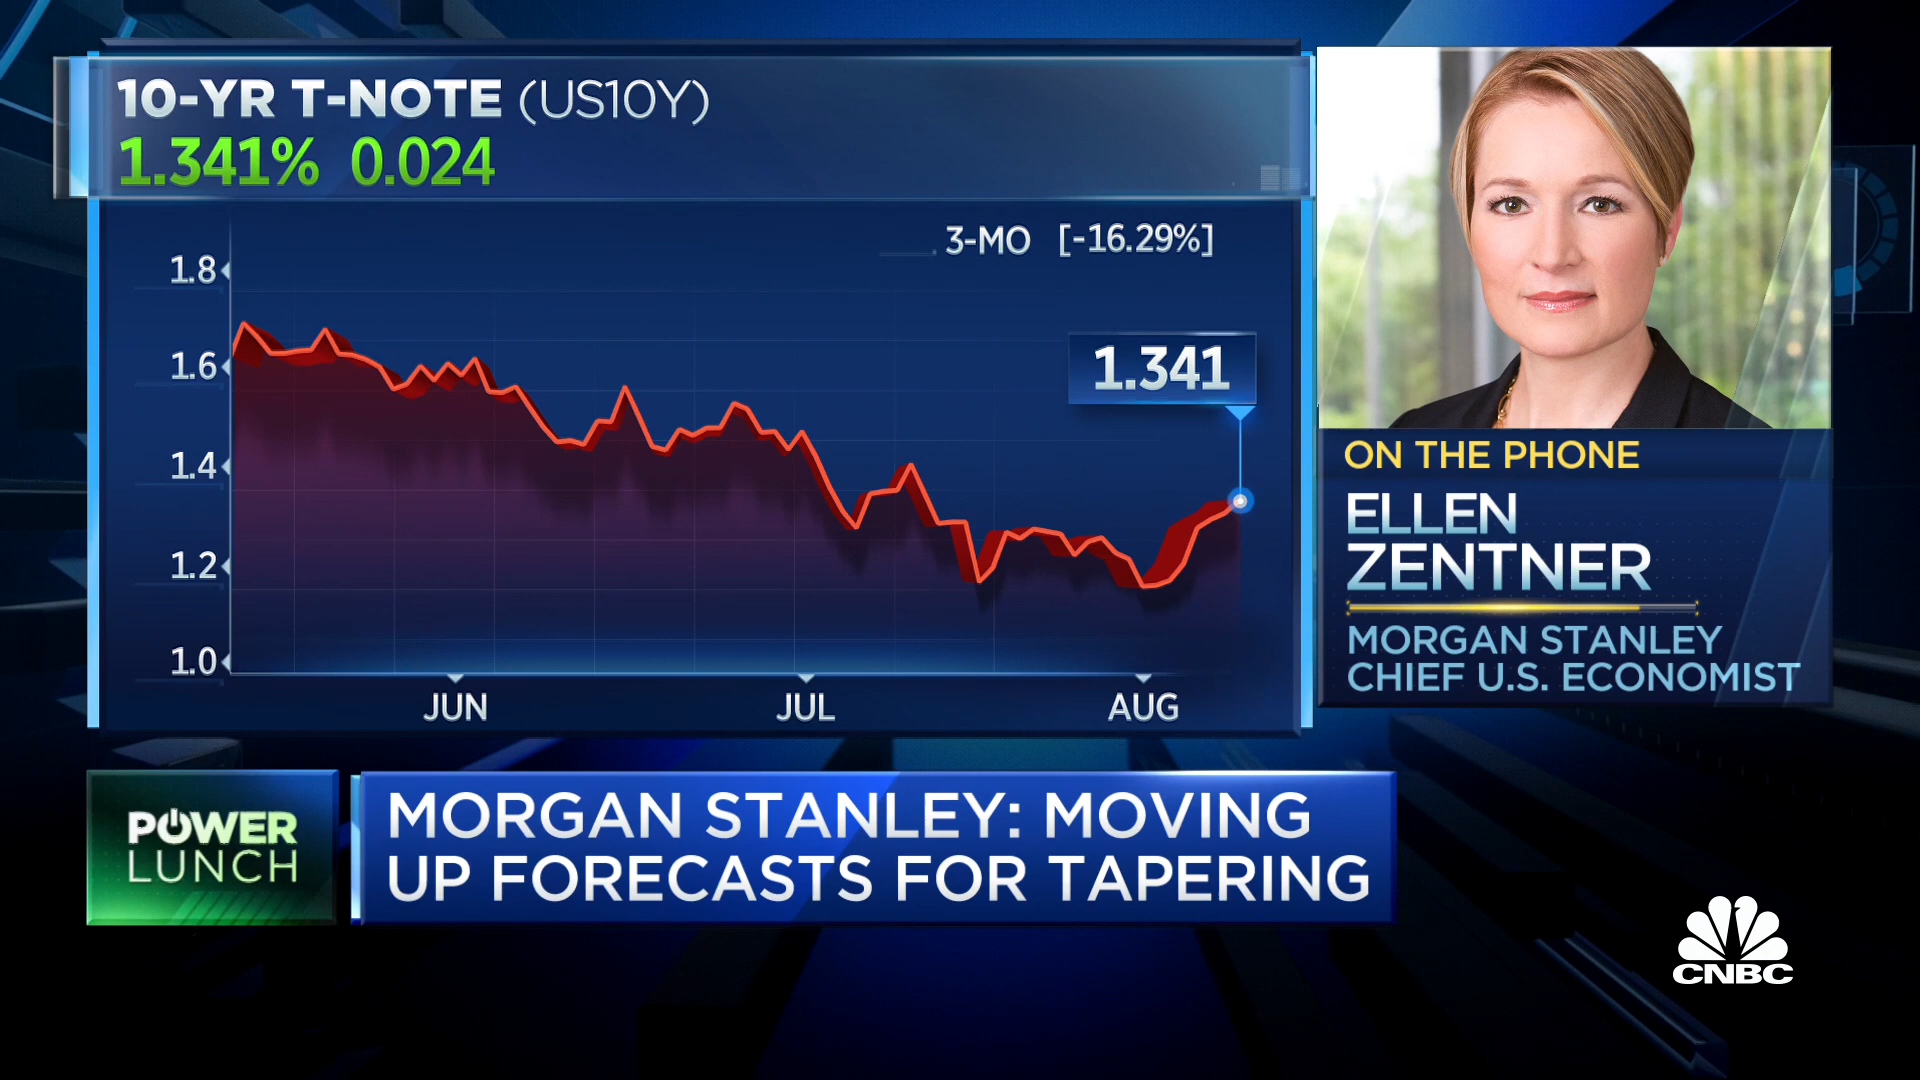 10-YR T-NOTE (US10Y)
1.341% 0.024
3-MO [-16.29%]
1.8
1.6
1.4
1.2
1.0
1.341
JUN JUL AUG
ON THE PHONE
ELLEN
ZENTNER
MORGAN STANLEY
CHIEF U.S. ECONOMIST
POWER
LUNCH
MORGAN STANLEY: MOVING
UP FORECASTS FOR TAPERING
CNBC